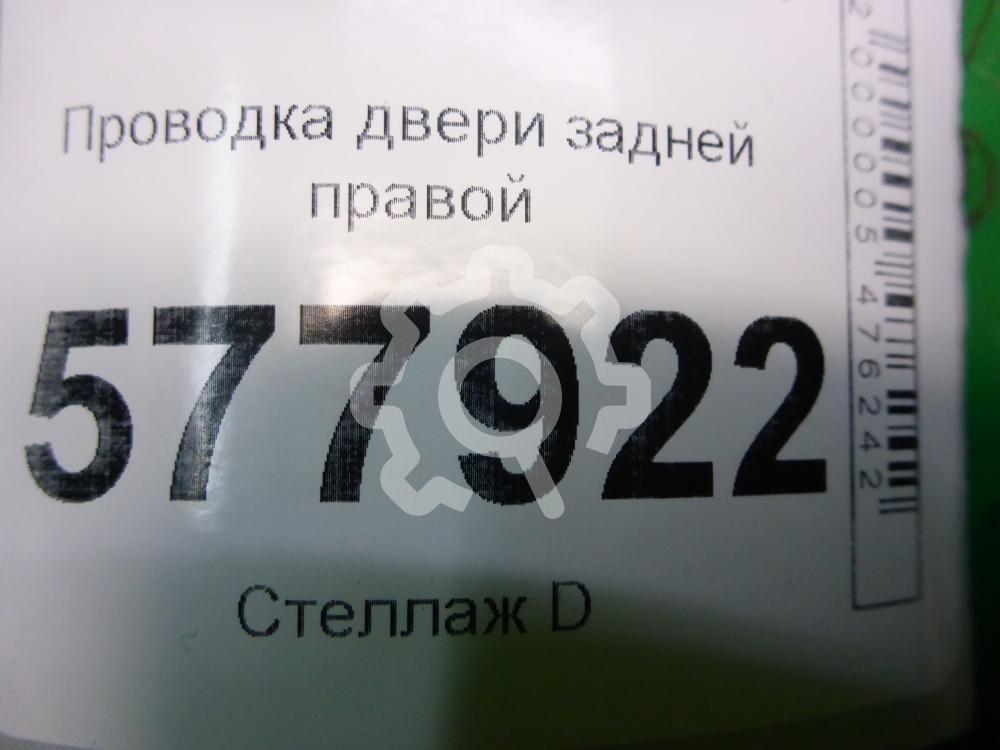 Проводка двери задней
правой
577922
Стеллаж D
2000005476242